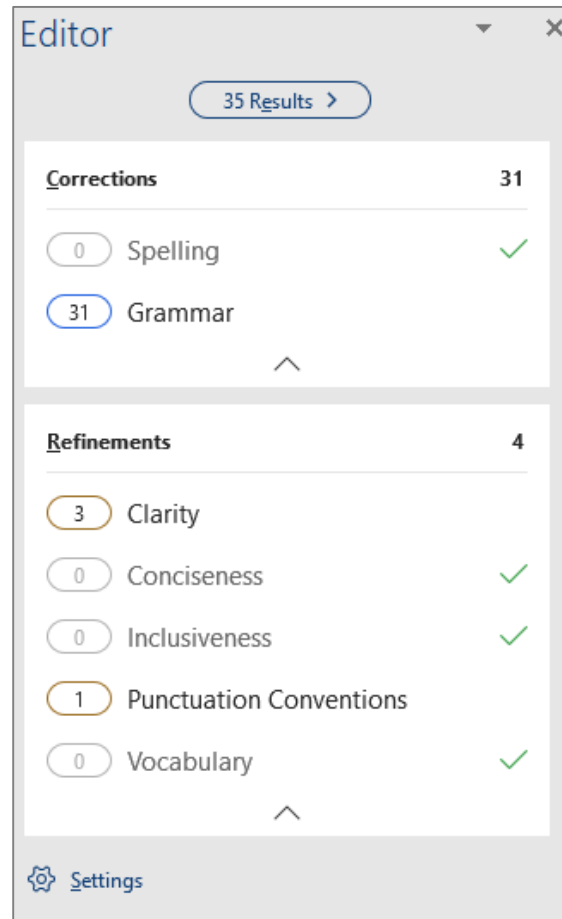 Editor
35 Results >
Corrections 31
0 Spelling
31 Grammar
Refinements 4
3 Clarity
0 Conciseness
0 Inclusiveness
1 Punctuation Conventions
0 Vocabulary
Settings